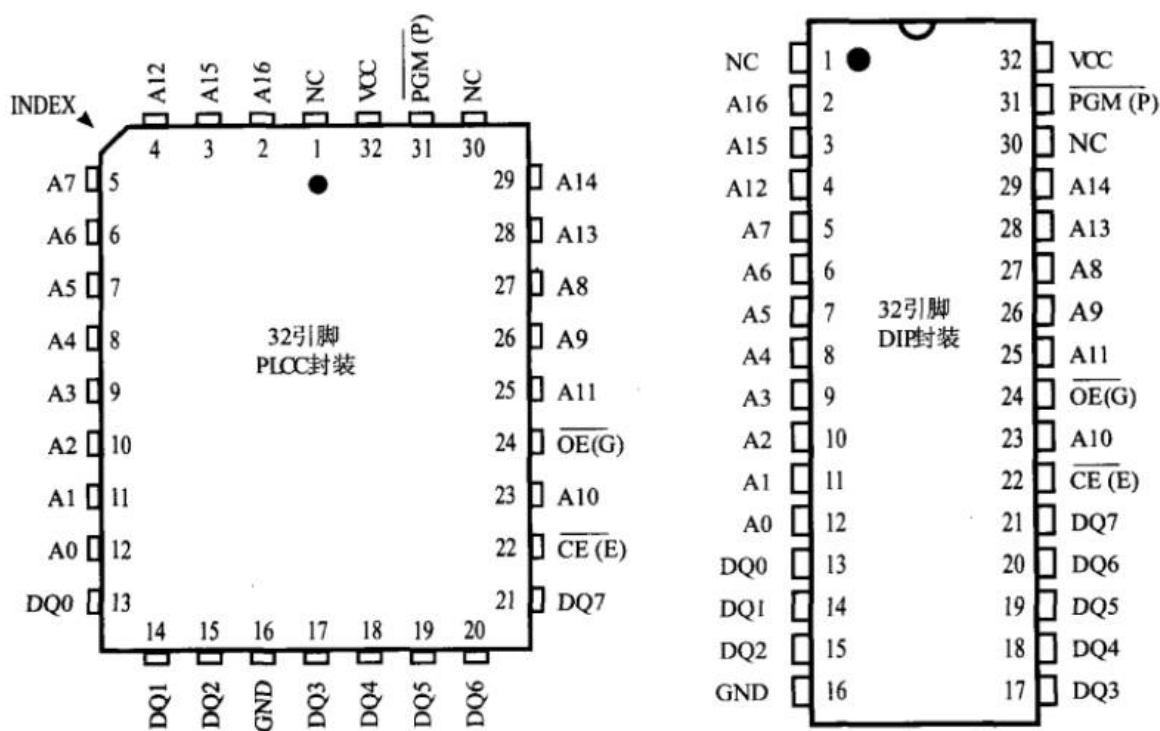 INDEX
A12 A15 A16 NC VCC PGM (P) NC
4 3 2 1 32 31 30
A7 5 29 A14
A6 6 28 A13
A5 7 27 A8
A4 8 26 A9
32引脚
PLCC封装
A3 9 25 A11
A2 10 24 OE(G)
A1 11 23 A10
A0 12 22 CE (E)
DQ0 13 21 DQ7
14 15 16 17 18 19 20
DQ1 DQ2 GND DQ3 DQ4 DQ5 DQ6
NC 1 32 VCC
A16 2 31 PGM (P)
A15 3 30 NC
A12 4 29 A14
A7 5 28 A13
A6 6 27 A8
A5 7 26 A9
32引脚
DIP封装
A4 8 25 A11
A3 9 24 OE(G)
A2 10 23 A10
A1 11 22 CE (E)
A0 12 21 DQ7
DQ0 13 20 DQ6
DQ1 14 19 DQ5
DQ2 15 18 DQ4
GND 16 17 DQ3